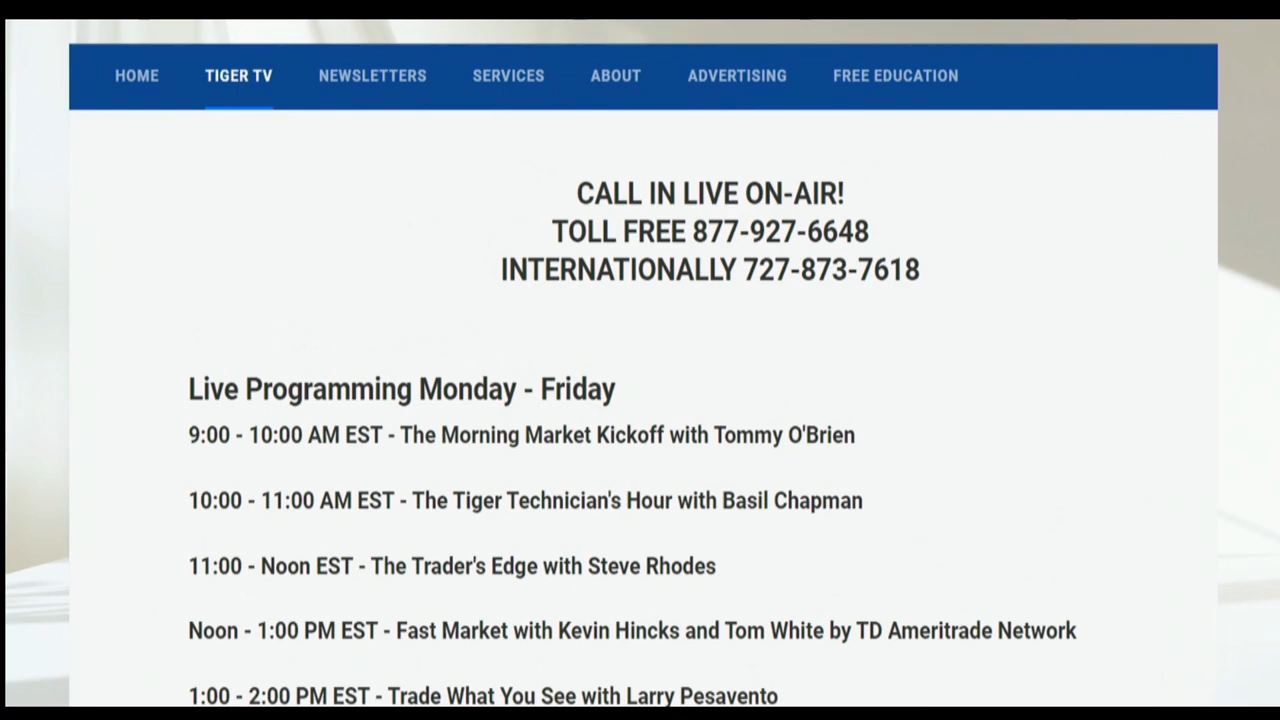 HOME TIGER TV NEWSLETTERS SERVICES ABOUT ADVERTISING FREE EDUCATION
CALL IN LIVE ON-AIR!
TOLL FREE 877-927-6648
INTERNATIONALLY 727-873-7618
Live Programming Monday - Friday
9:00 - 10:00 AM EST - The Morning Market Kickoff with Tommy O'Brien
10:00 - 11:00 AM EST - The Tiger Technician's Hour with Basil Chapman
11:00 - Noon EST - The Trader's Edge with Steve Rhodes
Noon - 1:00 PM EST - Fast Market with Kevin Hincks and Tom White by TD Ameritrade Network
1:00 - 2:00 PM EST - Trade What You See with Larry Pesavento